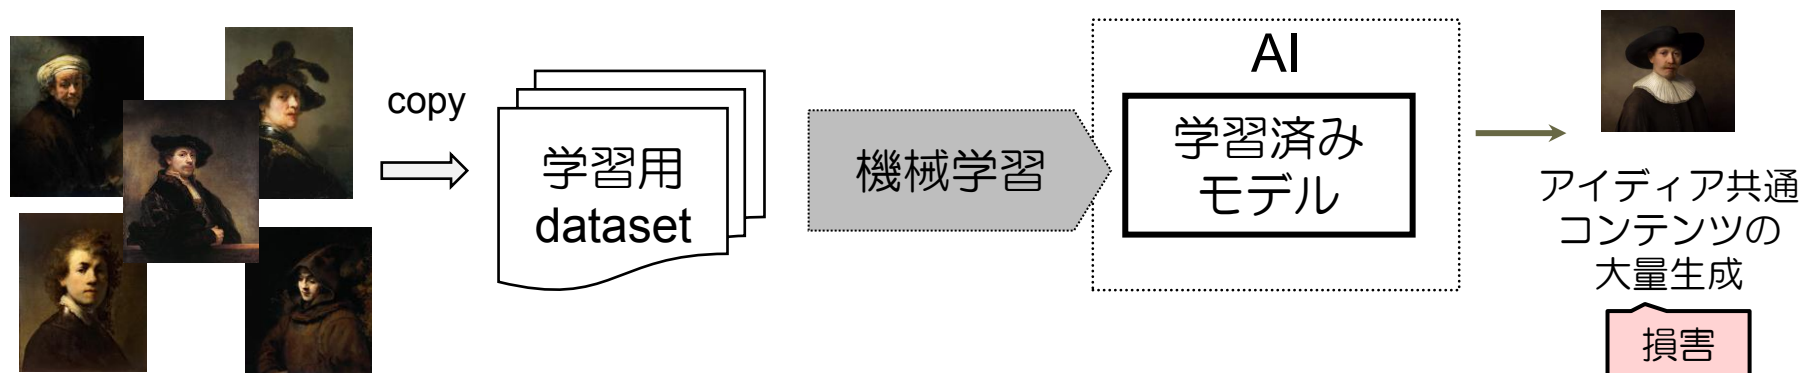 copy
学習用
dataset
機械学習
AI
学習済み
モデル
アイディア共通
コンテンツの
大量生成
損害